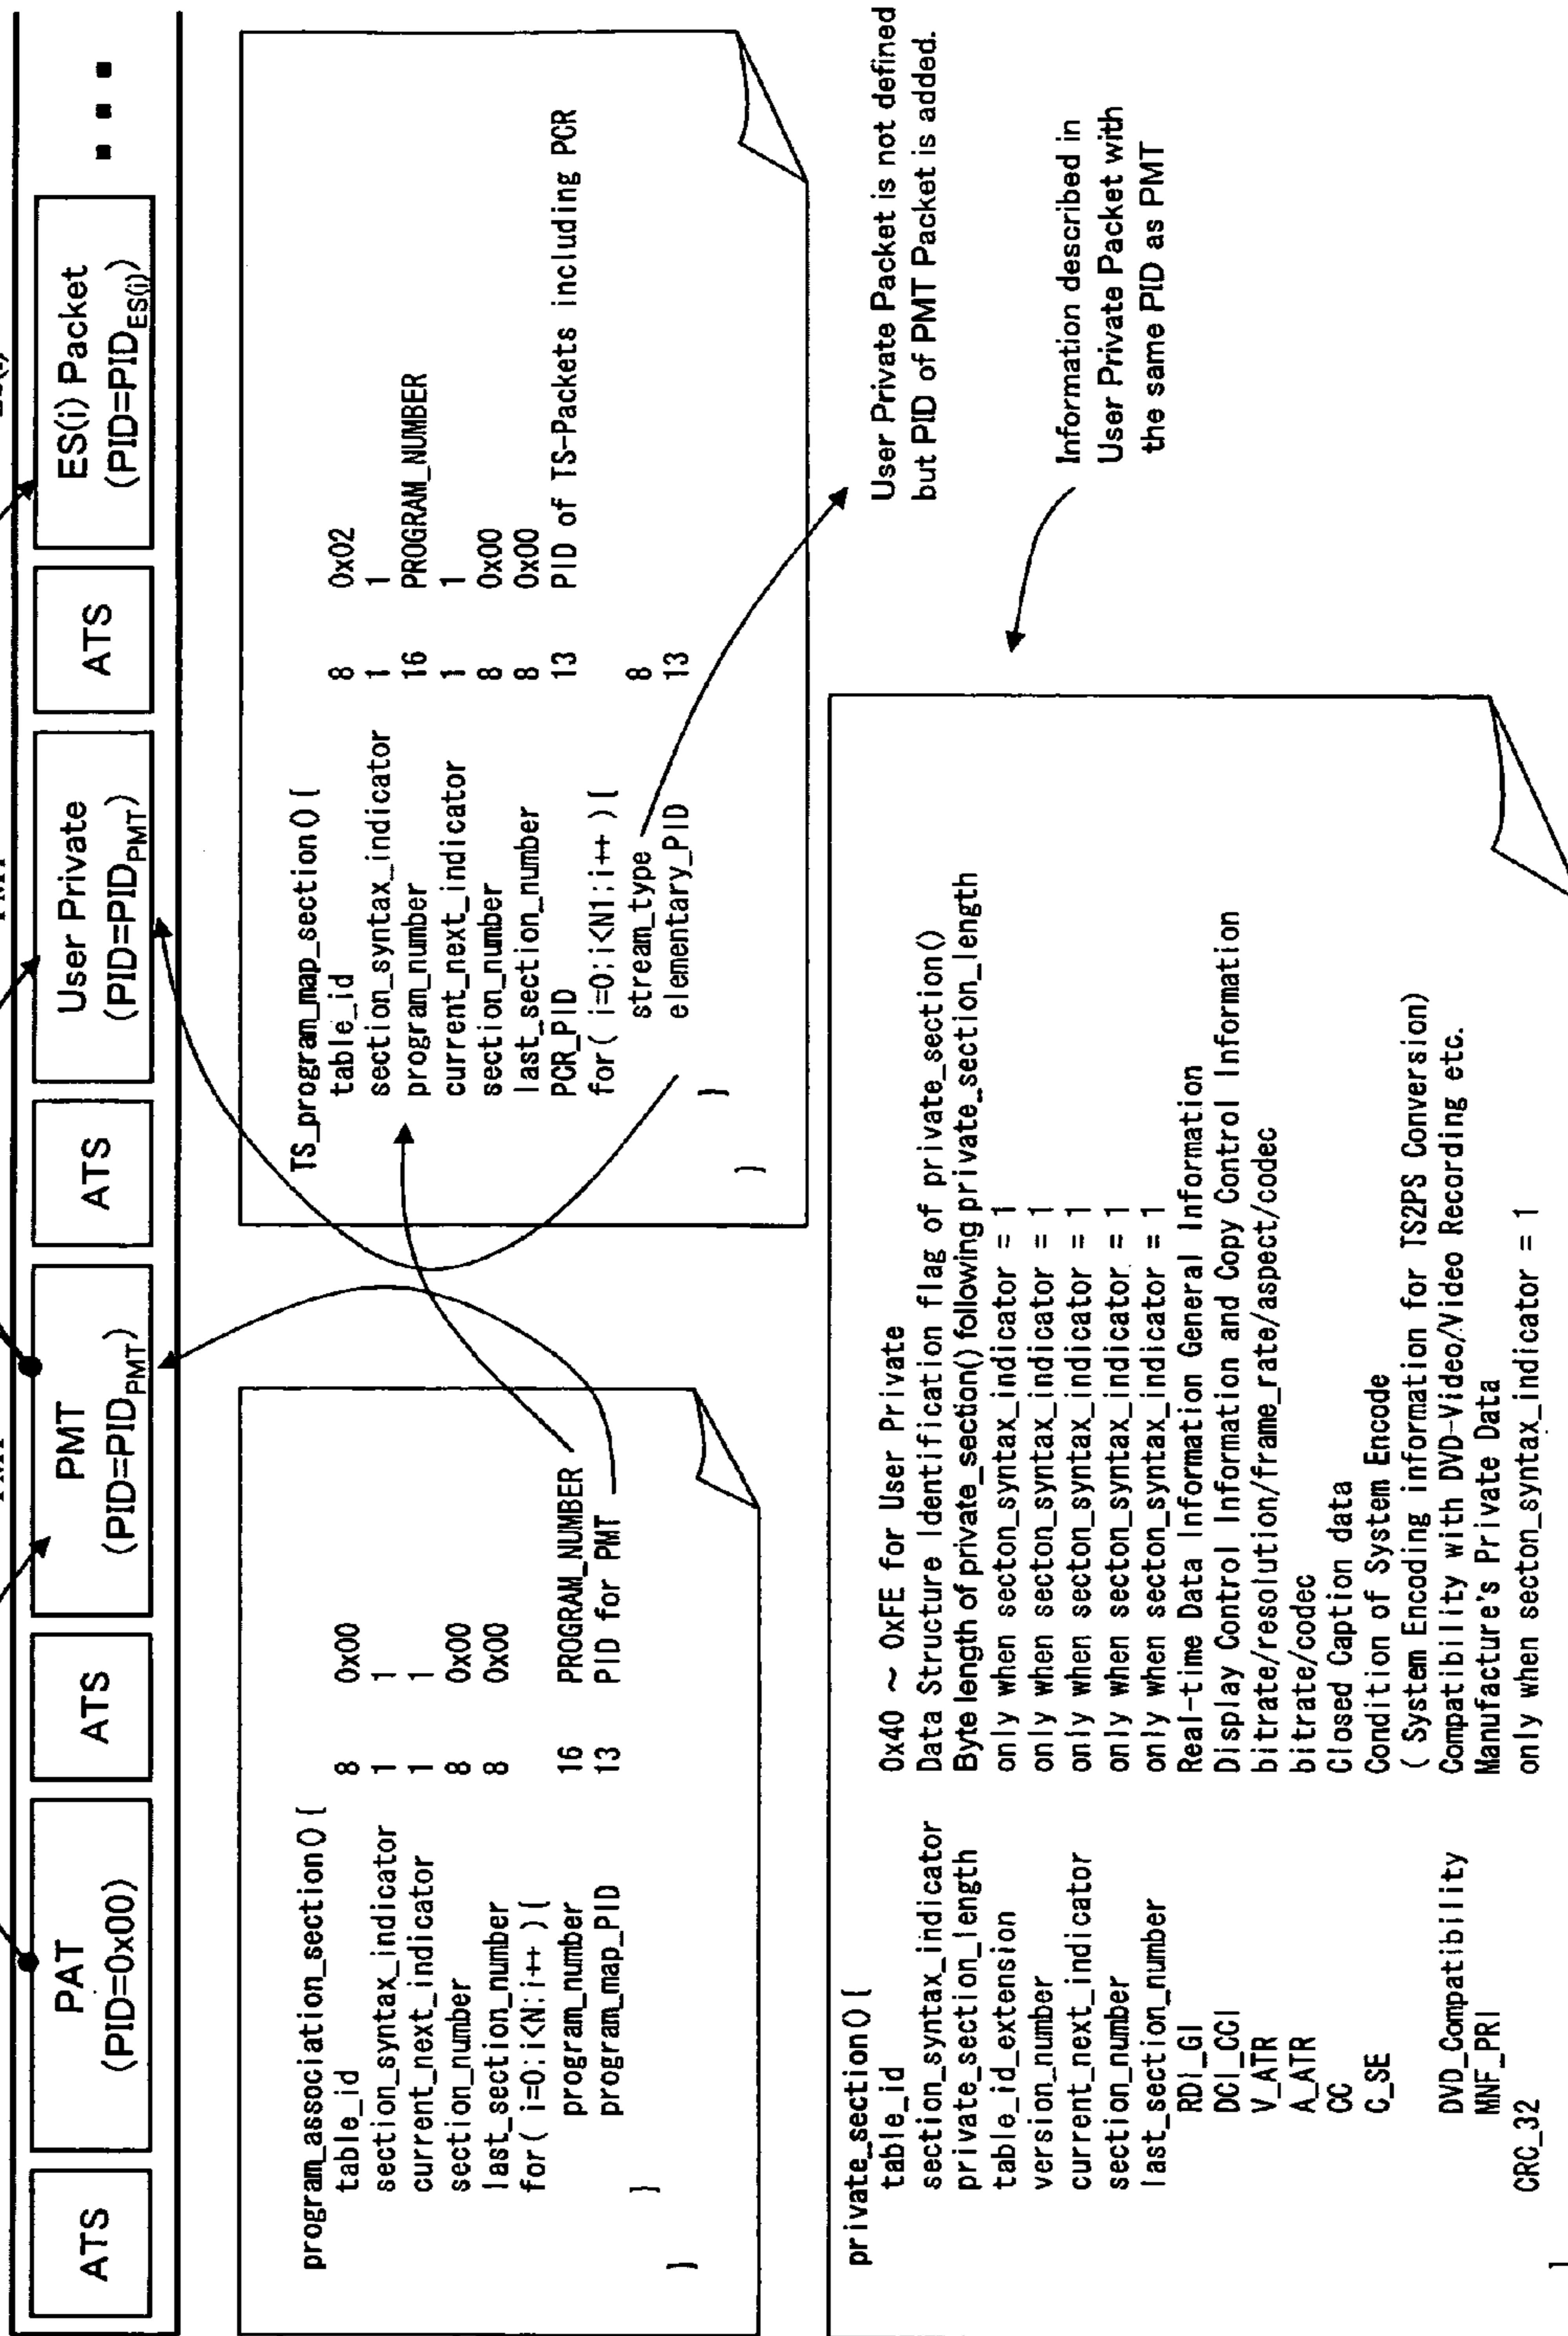 ATS
PAT
(PID=0x00)
ATS
PMT
(PID=PIDPMT)
ATS
User Private
(PID=PIDPMT)
ATS
ES(i) Packet
(PID=PIDES(i))
program_association_section() {
table_id 8 0x00
section_syntax_indicator 1 1
current_next_indicator 1 1
section_number 8 0x00
last_section_number 8 0x00
for( i=0;i<N;i++ ) {
program_number 16 PROGRAM_NUMBER
program_map_PID 13 PID for PMT
}
}
TS_program_map_section() {
table_id 8 0x02
section_syntax_indicator 1 1
program_number 16 PROGRAM_NUMBER
current_next_indicator 1 1
section_number 8 0x00
last_section_number 8 0x00
PCR_PID 13 PID of TS-Packets including PCR
for( i=0;i<N1;i++ ) {
stream_type 8
elementary_PID 13
}
}
User Private Packet is not defined
but PID of PMT Packet is added.
private_section() {
table_id 0x40 ~ 0xFE for User Private
section_syntax_indicator Data Structure Identification flag of private_section()
private_section_length Byte length of private_section() following private_section_length
table_id_extension only when secton_syntax_indicator = 1
version_number only when secton_syntax_indicator = 1
current_next_indicator only when secton_syntax_indicator = 1
section_number only when secton_syntax_indicator = 1
last_section_number only when secton_syntax_indicator = 1
RDI_GI Real-time Data Information General Information
DCI_CCI Display Control Information and Copy Control Information
V_ATR bitrate/resolution/frame_rate/aspect/codec
A_ATR bitrate/codec
CC Closed Caption data
C_SE Condition of System Encode
( System Encoding information for TS2PS Conversion)
DVD_Compatibility Compatibility with DVD-Video/Video Recording etc.
MNF_PRI Manufacture's Private Data
CRC_32 only when secton_syntax_indicator = 1
}
Information described in
User Private Packet with
the same PID as PMT